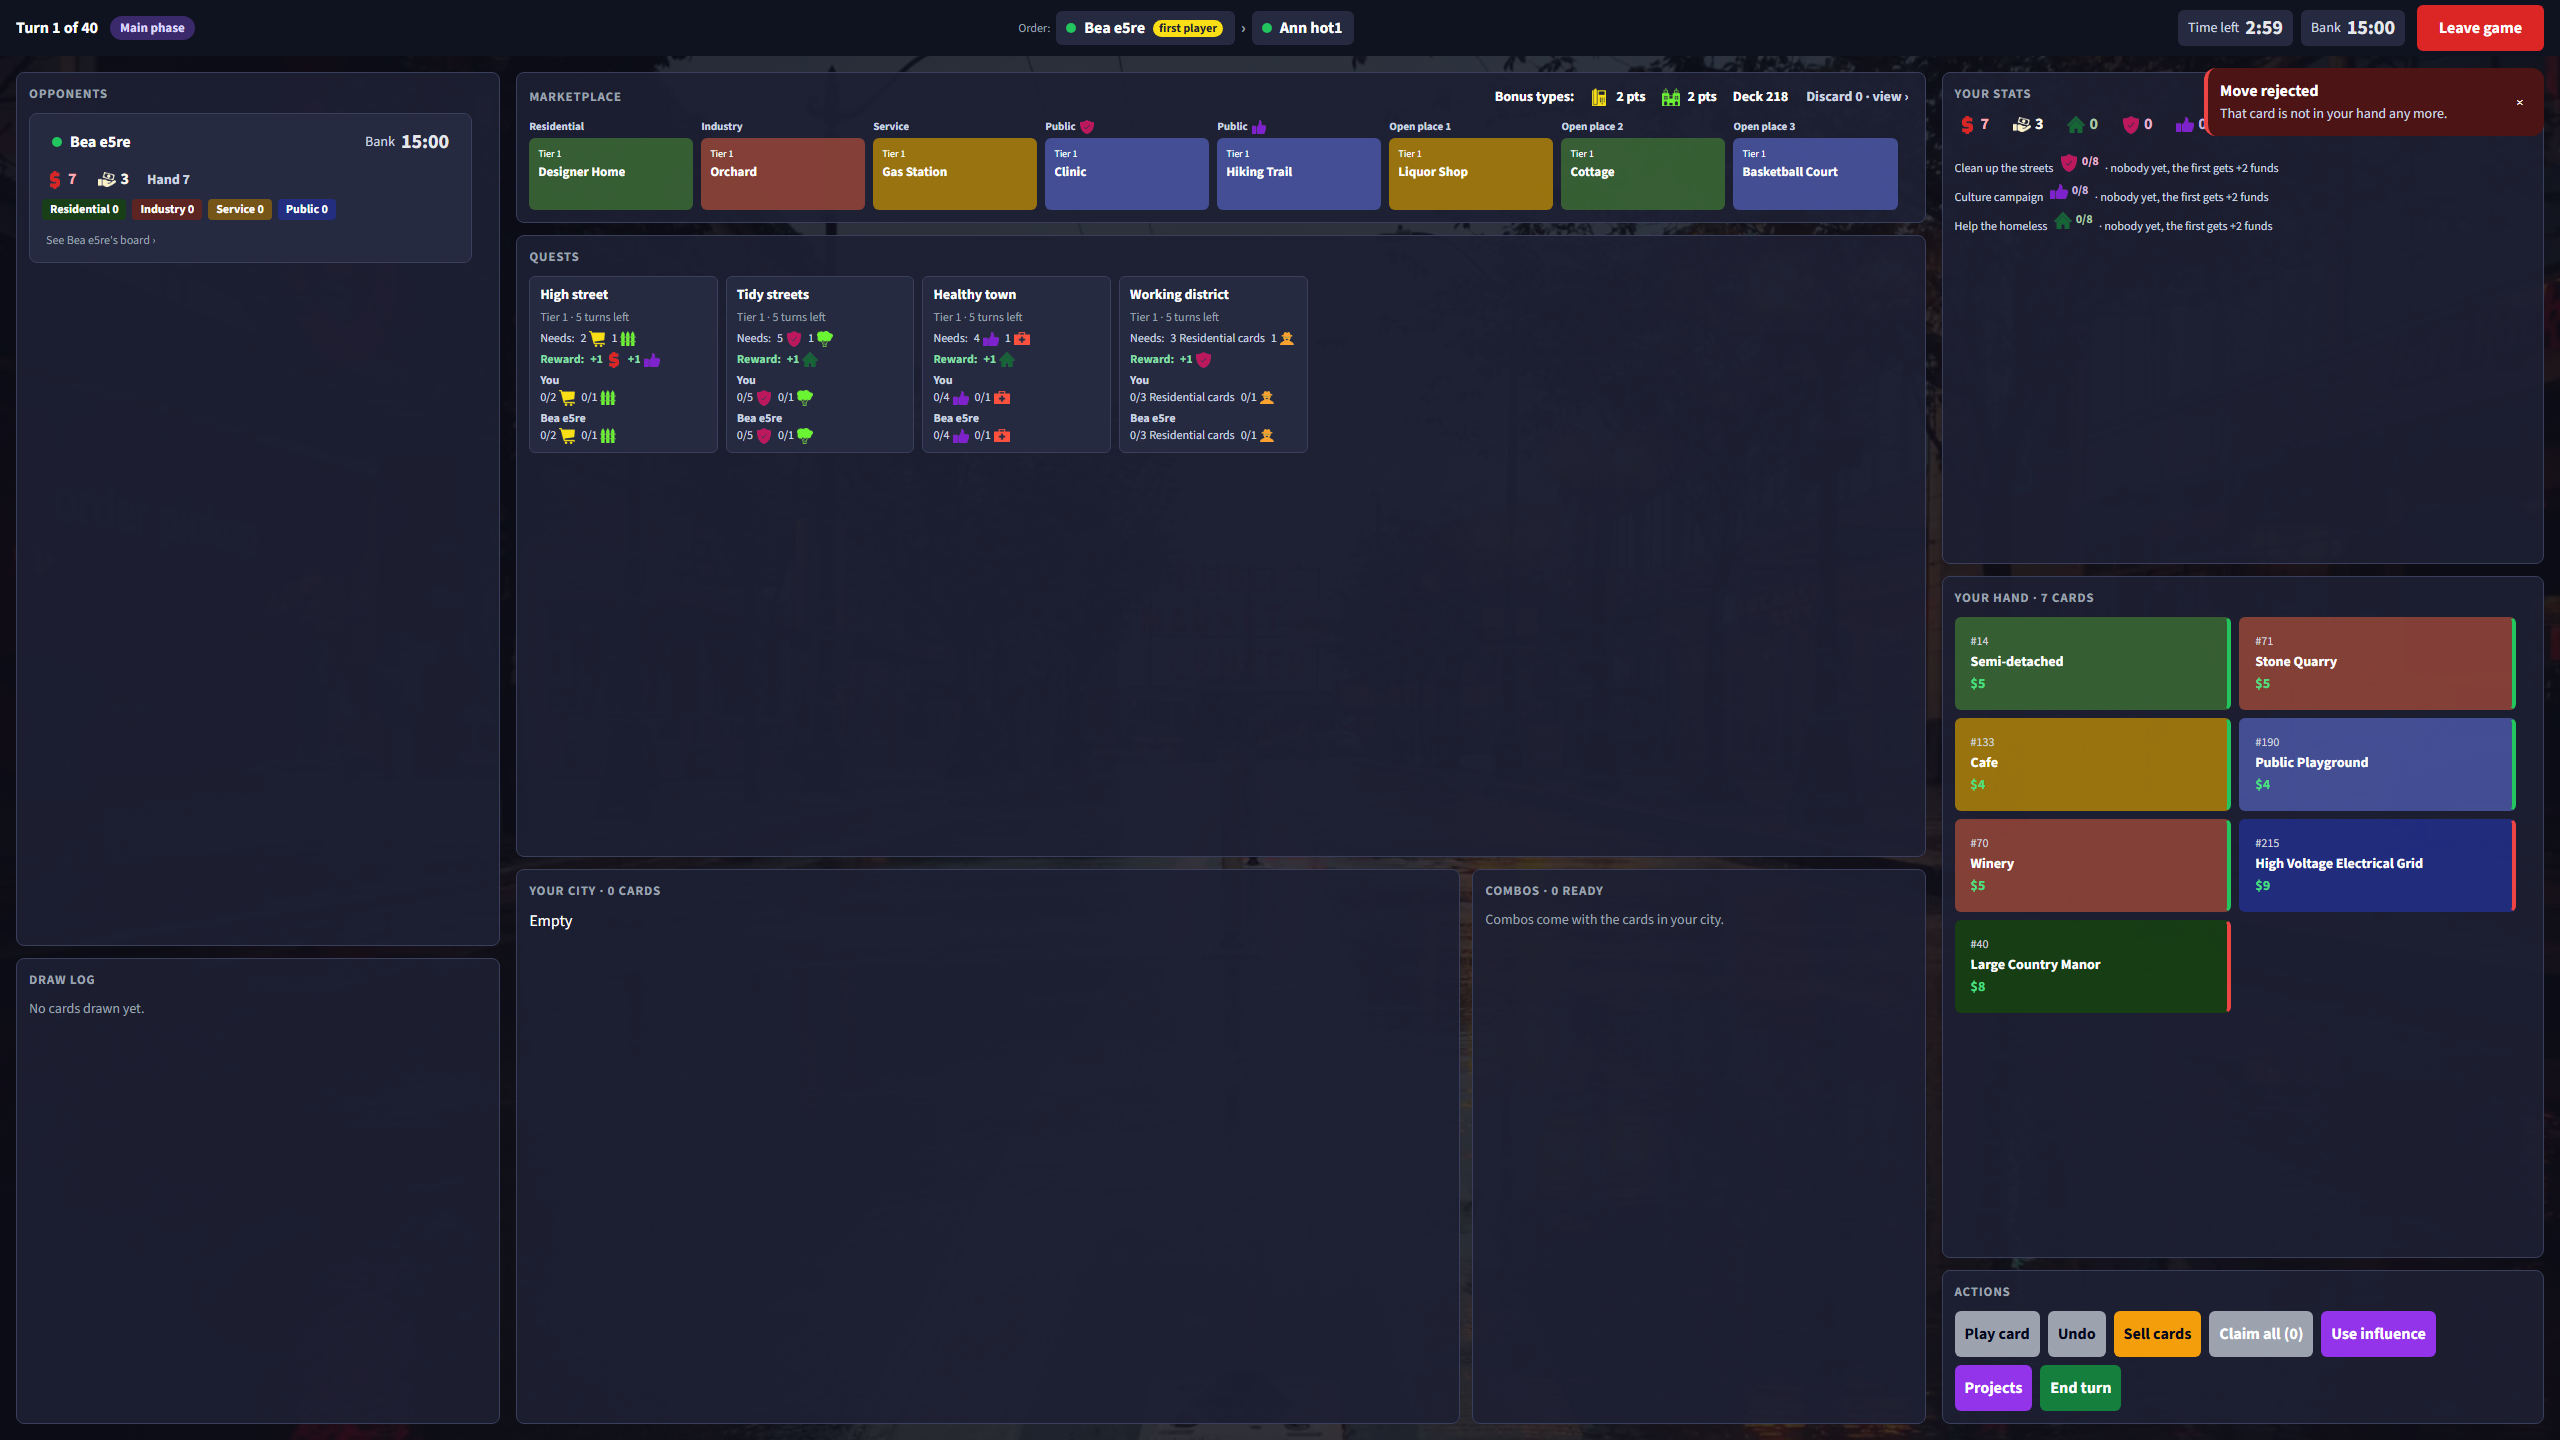 Turn 1 of 40 Main phase
Order: Bea e5re first player › Ann hot1
Time left 2:59 Bank 15:00 Leave game
OPPONENTS
Bea e5re Bank 15:00
7 3 Hand 7
Residential 0 Industry 0 Service 0 Public 0
See Bea e5re's board ›
DRAW LOG
No cards drawn yet.
MARKETPLACE
Bonus types: 2 pts 2 pts Deck 218 Discard 0 · view ›
Residential Industry Service Public Public Open place 1 Open place 2 Open place 3
Tier 1 Tier 1 Tier 1 Tier 1 Tier 1 Tier 1 Tier 1 Tier 1
Designer Home Orchard Gas Station Clinic Hiking Trail Liquor Shop Cottage Basketball Court
QUESTS
High street
Tier 1 · 5 turns left
Needs: 2 1
Reward: +1 +1
You
0/2 0/1
Bea e5re
0/2 0/1
Tidy streets
Tier 1 · 5 turns left
Needs: 5 1
Reward: +1
You
0/5 0/1
Bea e5re
0/5 0/1
Healthy town
Tier 1 · 5 turns left
Needs: 4 1
Reward: +1
You
0/4 0/1
Bea e5re
0/4 0/1
Working district
Tier 1 · 5 turns left
Needs: 3 Residential cards 1
Reward: +1
You
0/3 Residential cards 0/1
Bea e5re
0/3 Residential cards 0/1
YOUR CITY · 0 CARDS
Empty
COMBOS · 0 READY
Combos come with the cards in your city.
YOUR STATS
7 3 0 0
Move rejected
That card is not in your hand any more.
×
Clean up the streets 0/8 · nobody yet, the first gets +2 funds
Culture campaign 0/8 · nobody yet, the first gets +2 funds
Help the homeless 0/8 · nobody yet, the first gets +2 funds
YOUR HAND · 7 CARDS
#14
Semi-detached
$5
#71
Stone Quarry
$5
#133
Cafe
$4
#190
Public Playground
$4
#70
Winery
$5
#215
High Voltage Electrical Grid
$9
#40
Large Country Manor
$8
ACTIONS
Play card Undo Sell cards Claim all (0) Use influence
Projects End turn